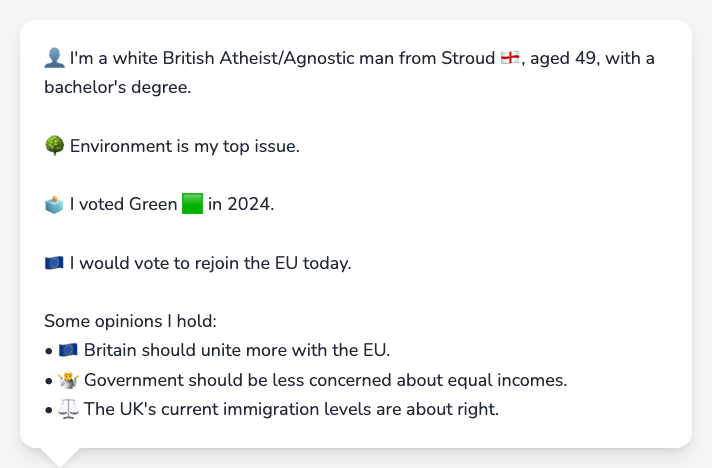 👤 I'm a white British Atheist/Agnostic man from Stroud 🏴󠁧󠁢󠁥󠁮󠁧󠁿, aged 49, with a
bachelor's degree.
🌳 Environment is my top issue.
🗳️ I voted Green 🟩 in 2024.
🇪🇺 I would vote to rejoin the EU today.
Some opinions I hold:
• 🇪🇺 Britain should unite more with the EU.
• 🤷 Government should be less concerned about equal incomes.
• ⚖️ The UK's current immigration levels are about right.